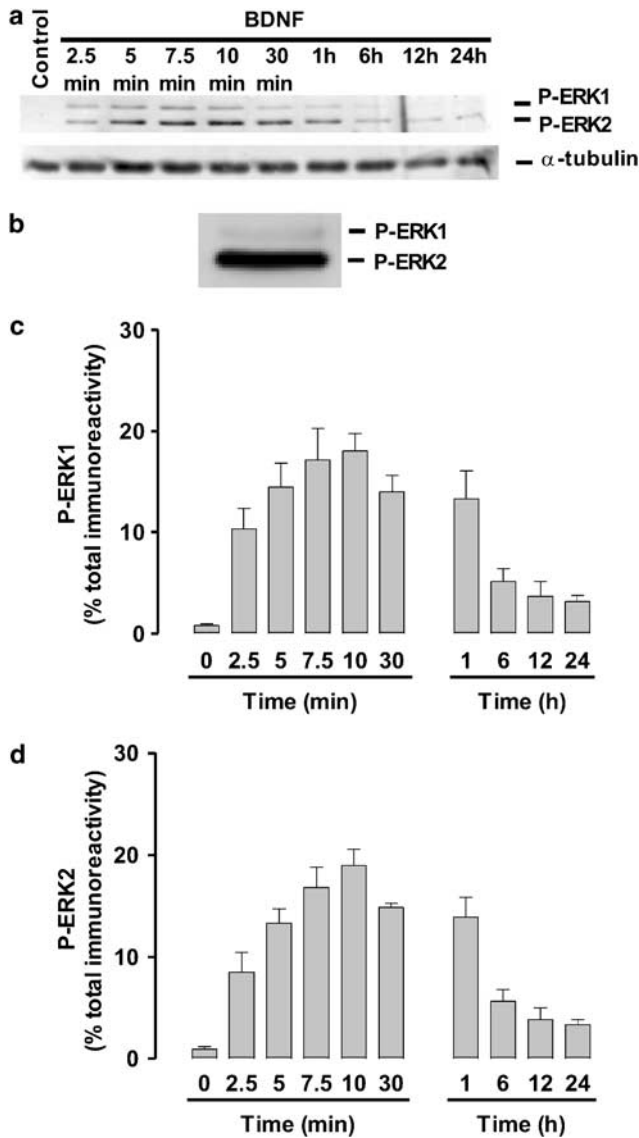 a
BDNF
Control
2.5 5 7.5 10 30 1h 6h 12h 24h
min min min min min
P-ERK1
P-ERK2
α-tubulin
b
P-ERK1
P-ERK2
c
P-ERK1
(% total immunoreactivity)
30
20
10
0
0 2.5 5 7.5 10 30 1 6 12 24
Time (min) Time (h)
d
P-ERK2
(% total immunoreactivity)
30
20
10
0
0 2.5 5 7.5 10 30 1 6 12 24
Time (min) Time (h)